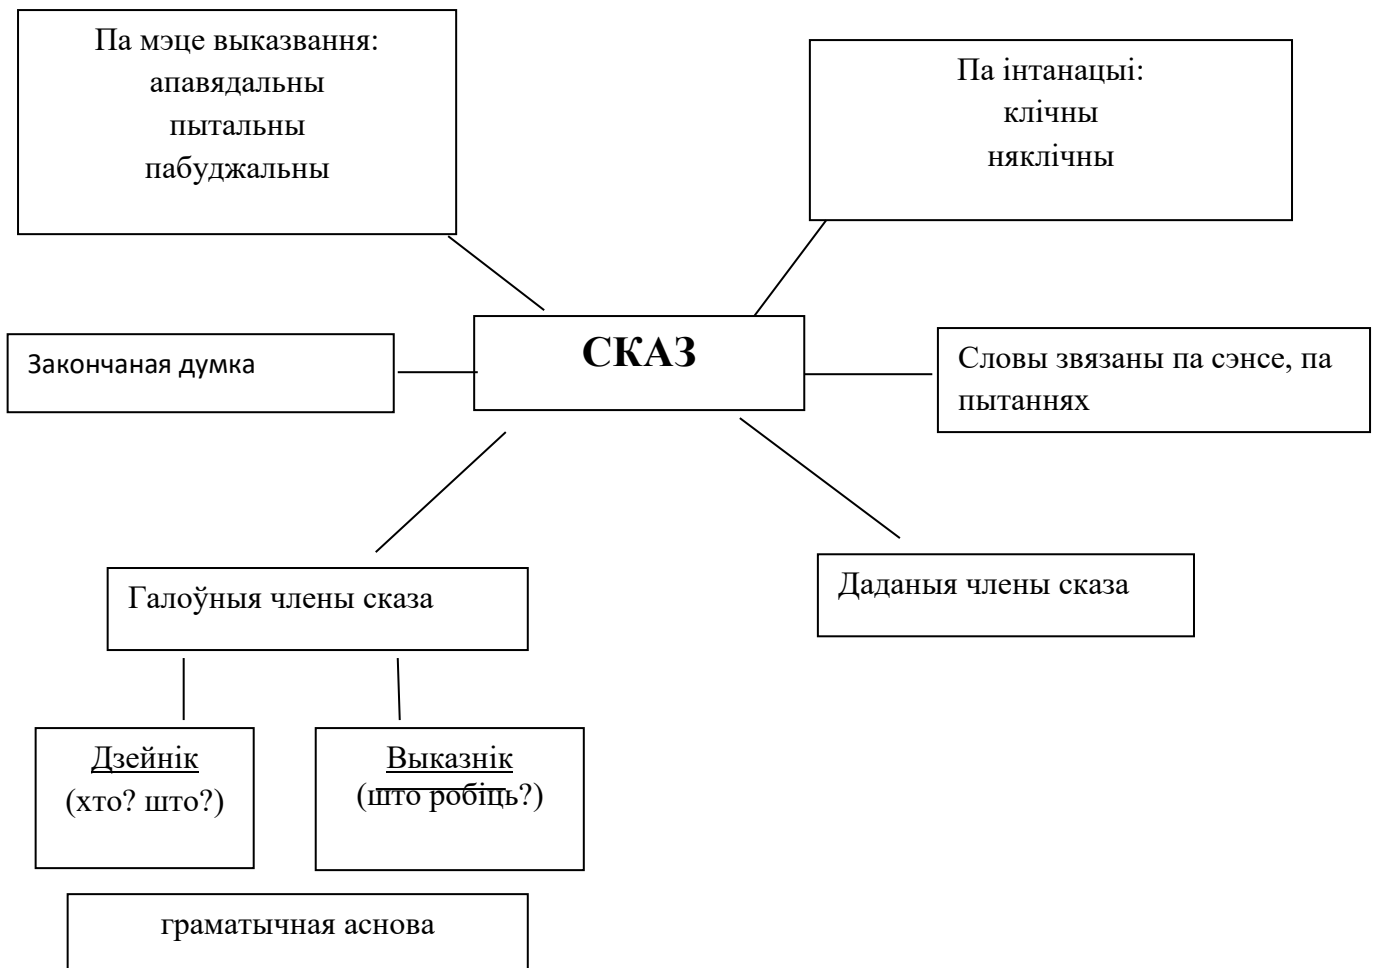 Па мэце выказвання:
апавядальны
пытальны
пабуджальны
Па інтанацыі:
клічны
няклічны
СКАЗ
Закончаная думка
Словы звязаны па сэнсе, па
пытаннях
Галоўныя члены сказа
Даданыя члены сказа
Дзейнік
(хто? што?)
Выказнік
(што робіць?)
граматычная аснова